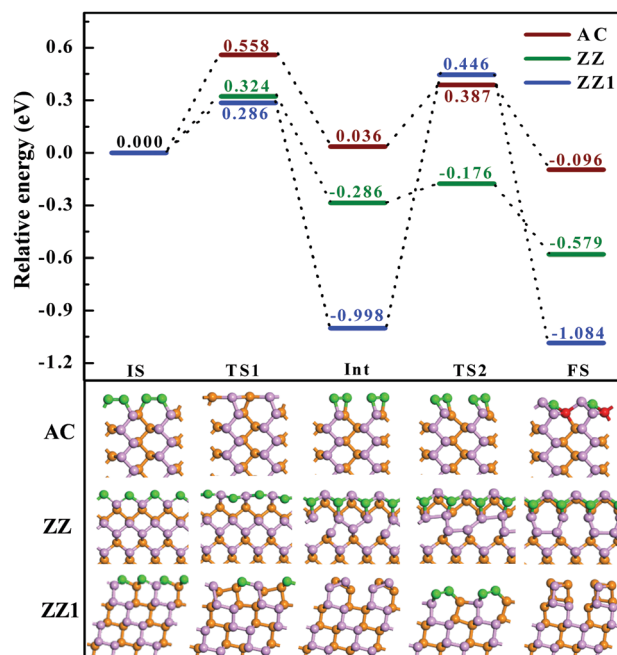 0.6
0.3
0.0
-0.3
-0.6
-0.9
-1.2
Relative energy (eV)
AC
ZZ
ZZ1
0.558
0.324
0.286
0.000
0.036
-0.286
-0.998
0.446
0.387
-0.176
-0.096
-0.579
-1.084
IS TS1 Int TS2 FS
AC
ZZ
ZZ1